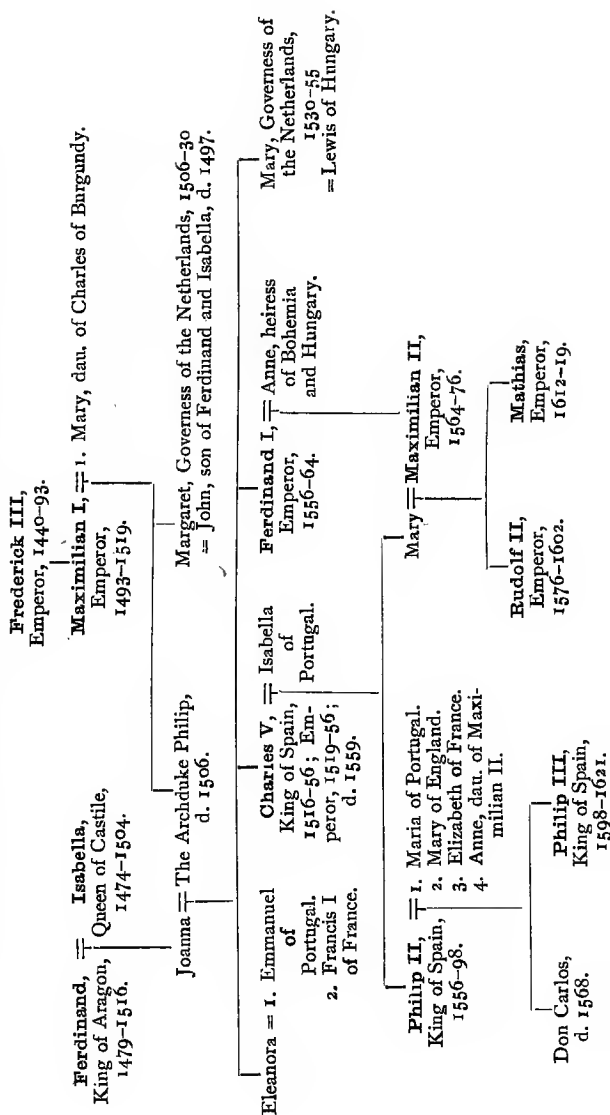 Frederick III,
Emperor, 1440-93.
Ferdinand, = Isabella,
King of Aragon, Queen of Castile,
1479-1516. 1474-1504.
Maximilian I, = 1. Mary, dau. of Charles of Burgundy.
Emperor,
1493-1519.
Joanna = The Archduke Philip,
d. 1506.
Margaret, Governess of the Netherlands, 1506-30
= John, son of Ferdinand and Isabella, d. 1497.
Eleanora = 1. Emmanuel
of
Portugal.
2. Francis I
of France.
Charles V, = Isabella
King of Spain, of
1516-56; Em- Portugal.
peror, 1519-56;
d. 1559.
Ferdinand I, = Anne, heiress
Emperor, of Bohemia
1556-64. and Hungary.
Mary, Governess of
the Netherlands,
1530-55
= Lewis of Hungary.
Philip II, = 1. Maria of Portugal.
King of Spain, 2. Mary of England.
1556-98. 3. Elizabeth of France.
4. Anne, dau. of Maxi-
milian II.
Mary = Maximilian II,
Emperor,
1564-76.
Don Carlos,
d. 1568.
Philip III,
King of Spain,
1598-1621.
Rudolf II,
Emperor,
1576-1602.
Mathias,
Emperor,
1612-19.